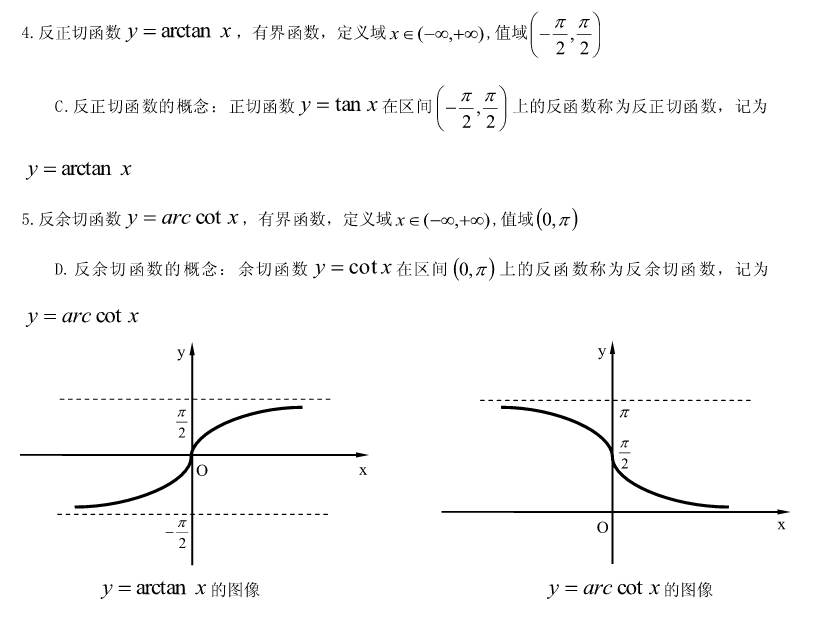 4.反正切函数 y = arctan x，有界函数，定义域 x∈(−∞,+∞),值域(−π/2,π/2)
C.反正切函数的概念：正切函数 y = tan x 在区间(−π/2,π/2)上的反函数称为反正切函数，记为
y = arctan x
5.反余切函数 y = arc cot x，有界函数，定义域 x∈(−∞,+∞),值域(0,π)
D.反余切函数的概念：余切函数 y = cot x 在区间(0,π)上的反函数称为反余切函数，记为
y = arc cot x
y
π/2
O
x
−π/2
y = arctan x 的图像
y
π
π/2
O
x
y = arc cot x 的图像